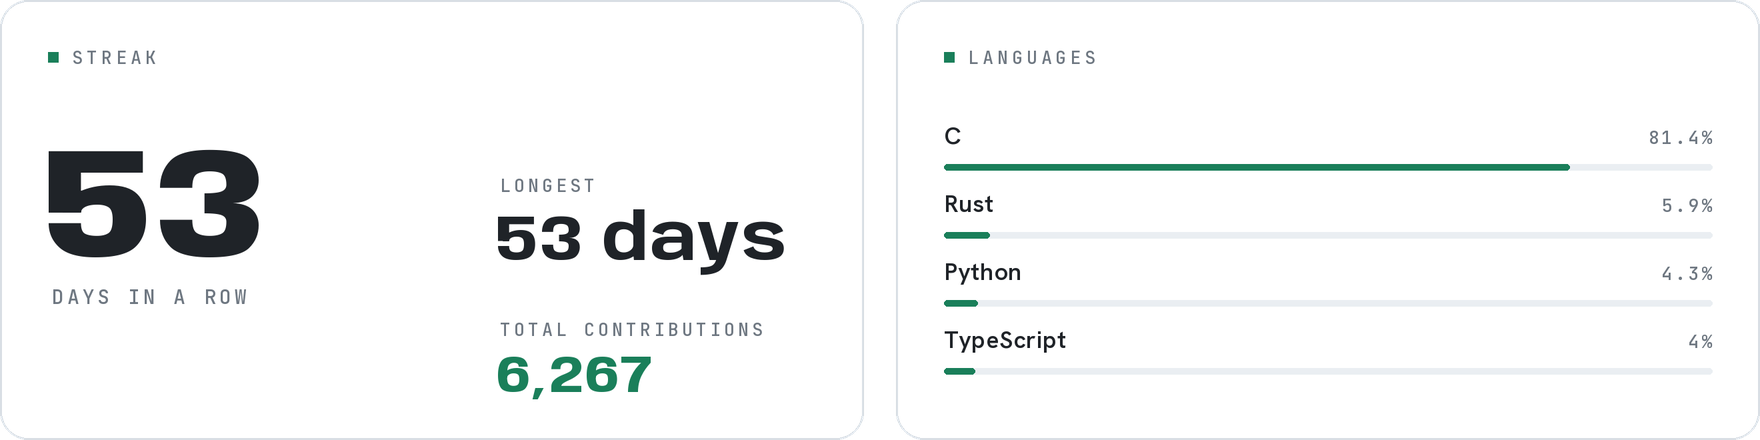 STREAK
53
DAYS IN A ROW
LONGEST
53 days
TOTAL CONTRIBUTIONS
6,267
LANGUAGES
C 81.4%
Rust 5.9%
Python 4.3%
TypeScript 4%